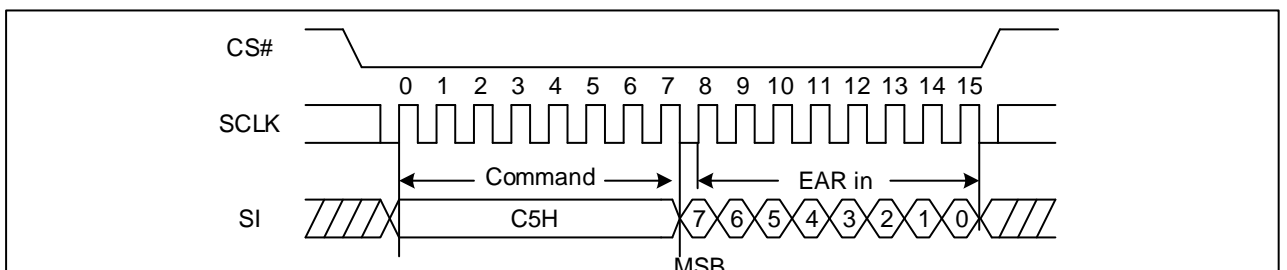 CS#
0 1 2 3 4 5 6 7 8 9 10 11 12 13 14 15
SCLK
Command EAR in
SI C5H 7 6 5 4 3 2 1 0
MSB